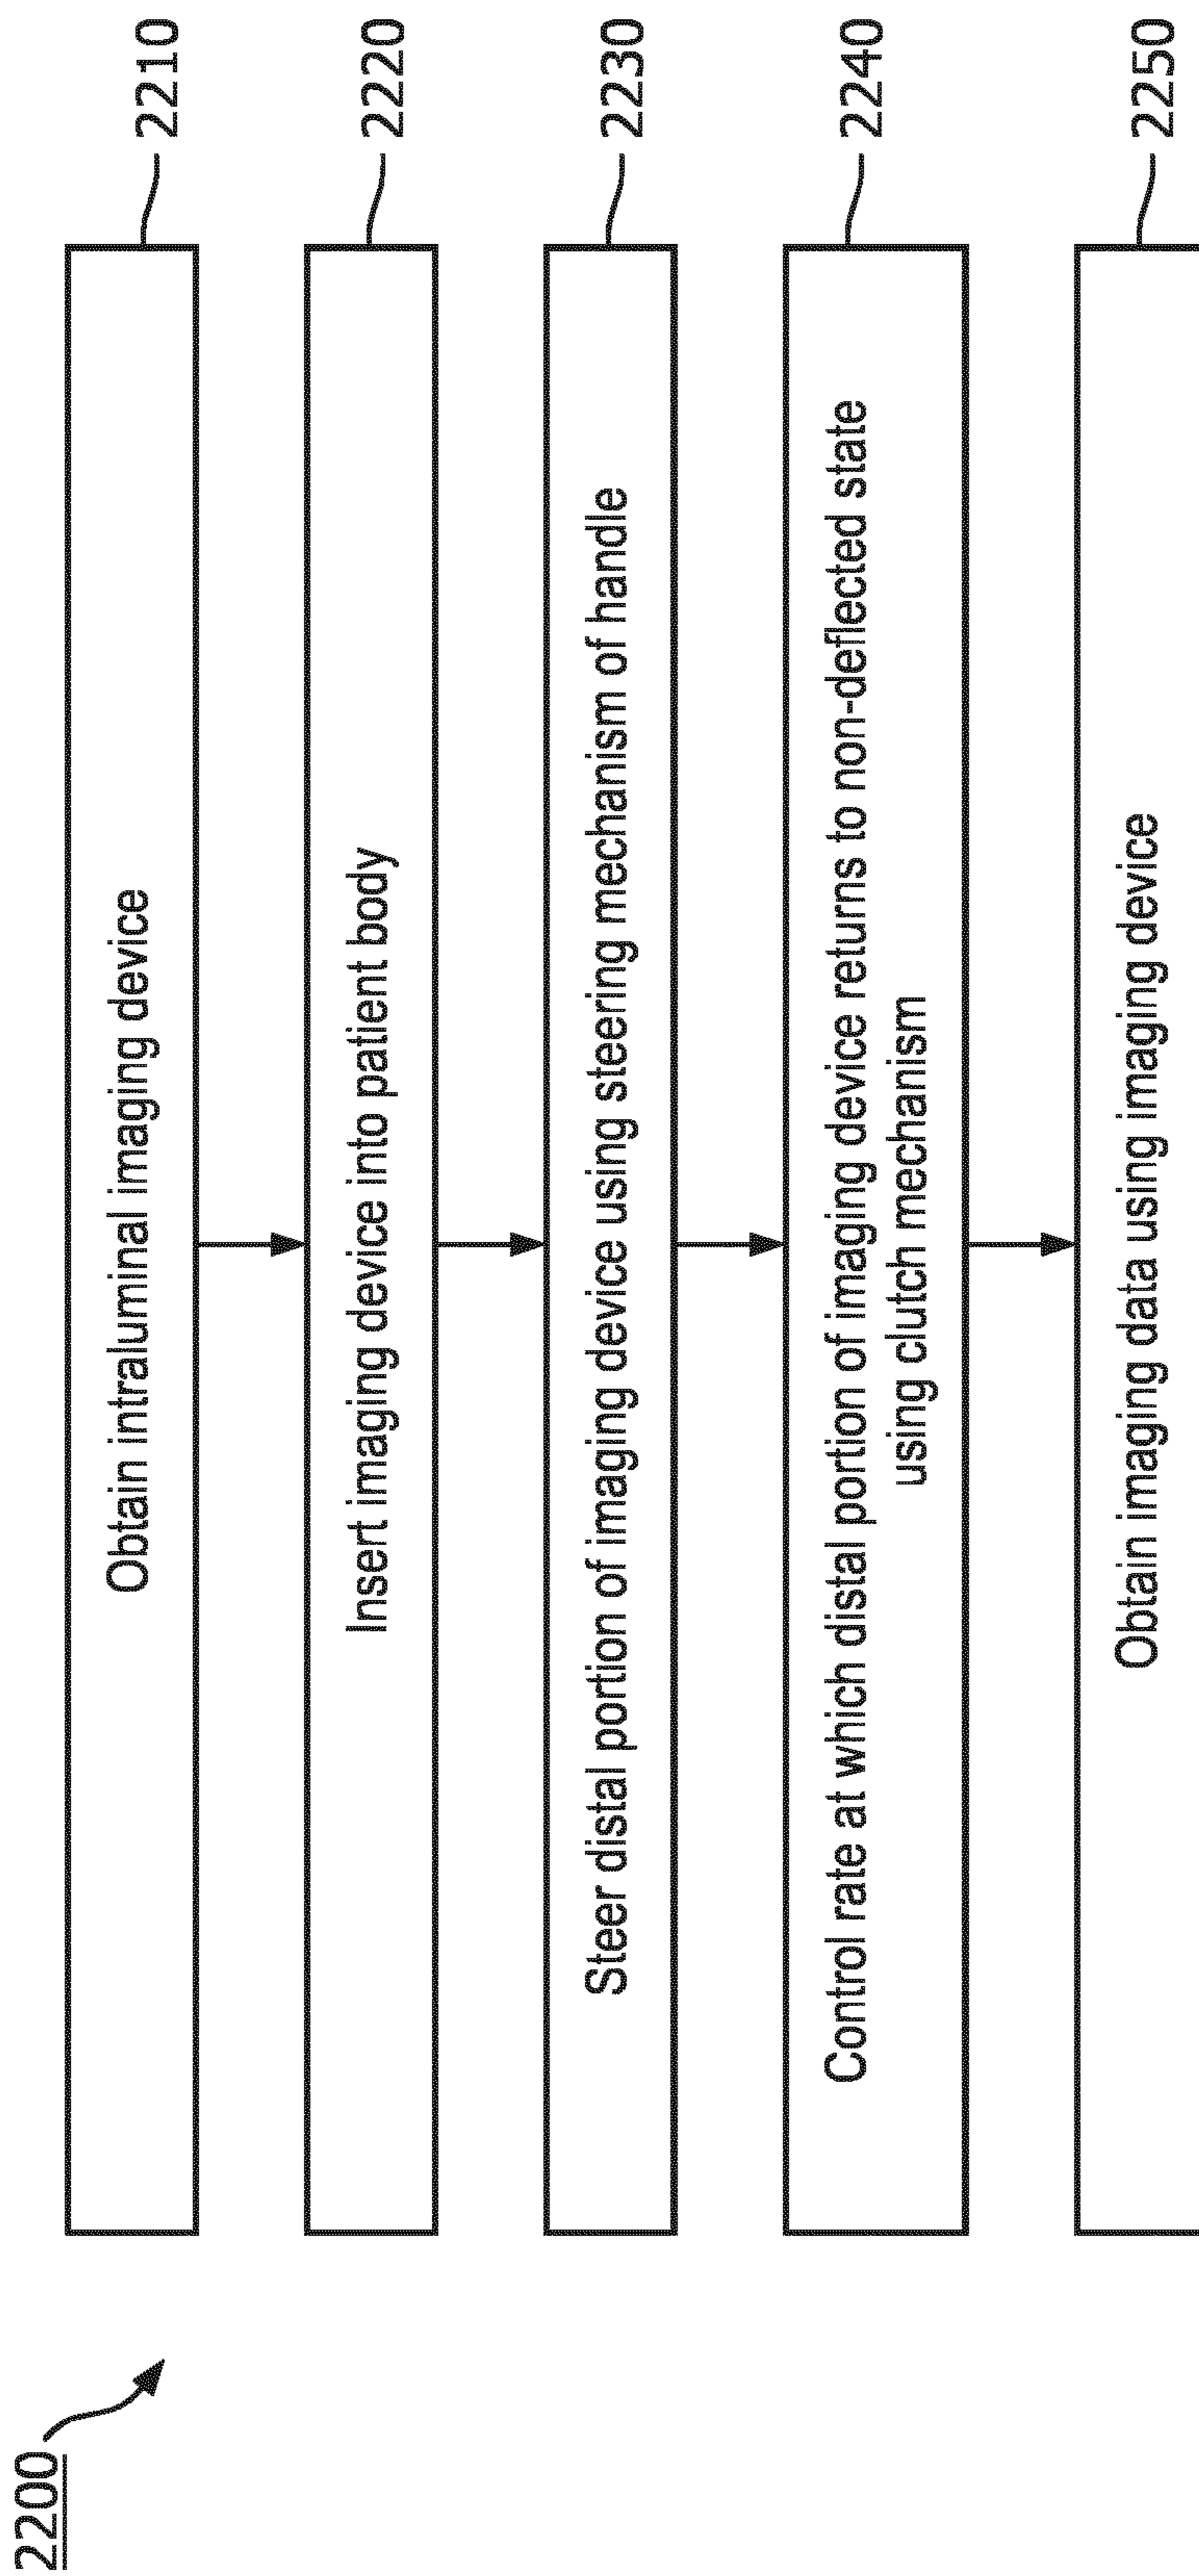 2200
Obtain intraluminal imaging device
2210
Insert imaging device into patient body
2220
Steer distal portion of imaging device using steering mechanism of handle
2230
Control rate at which distal portion of imaging device returns to non-deflected state
using clutch mechanism
2240
Obtain imaging data using imaging device
2250